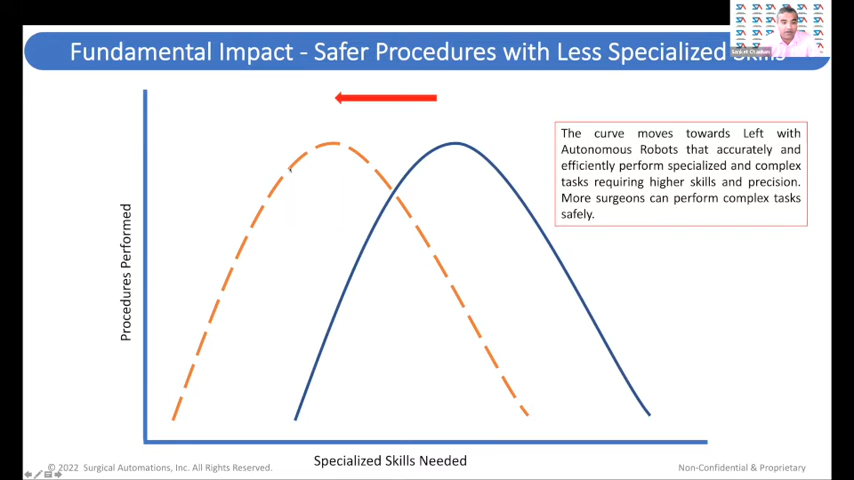 Fundamental Impact - Safer Procedures with Less Specialized Skills
The curve moves towards Left with
Autonomous Robots that accurately and
efficiently perform specialized and complex
tasks requiring higher skills and precision.
More surgeons can perform complex tasks
safely.
Procedures Performed
Specialized Skills Needed
© 2022 Surgical Automations, Inc. All Rights Reserved.
Non-Confidential & Proprietary